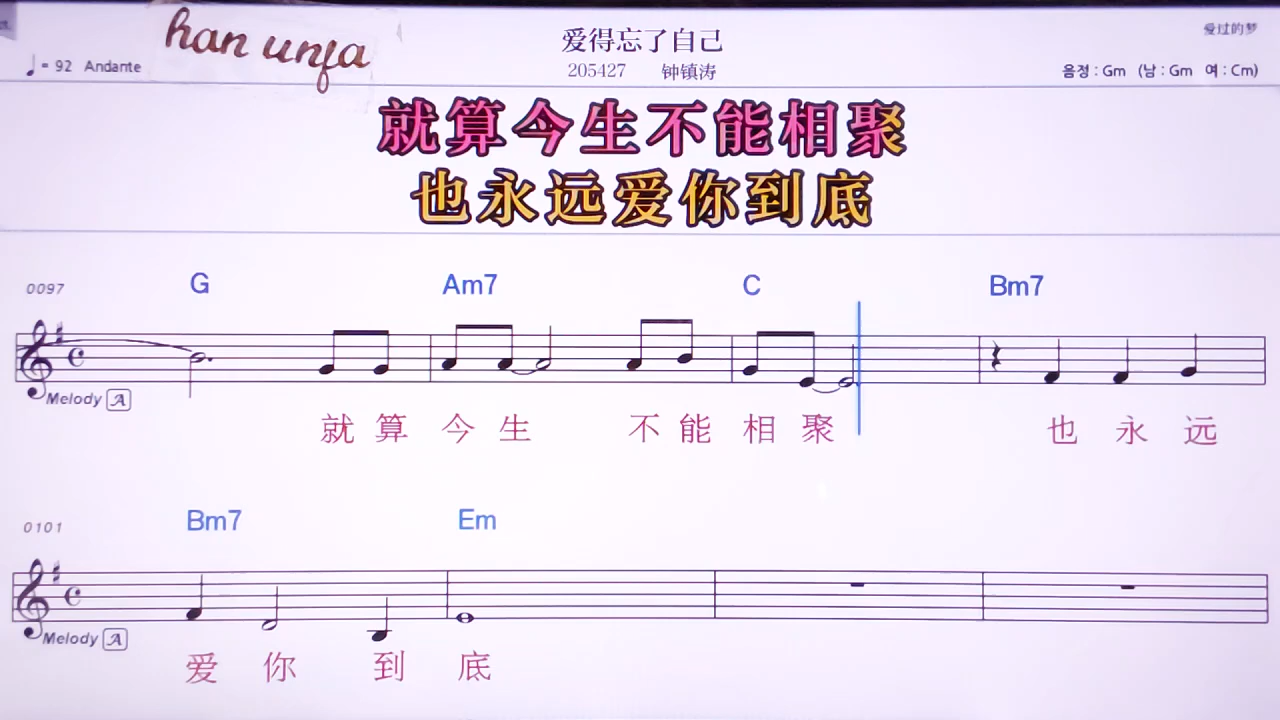 han unja
爱得忘了自己
爱过的梦
♩= 92 Andante
205427 钟镇涛
음정 : Gm (남 : Gm 여 : Cm)
就算今生不能相聚
也永远爱你到底
0097
G Am7 C Bm7
Melody A
就 算 今 生 不 能 相 聚 也 永 远
0101
Bm7 Em
Melody A
爱 你 到 底